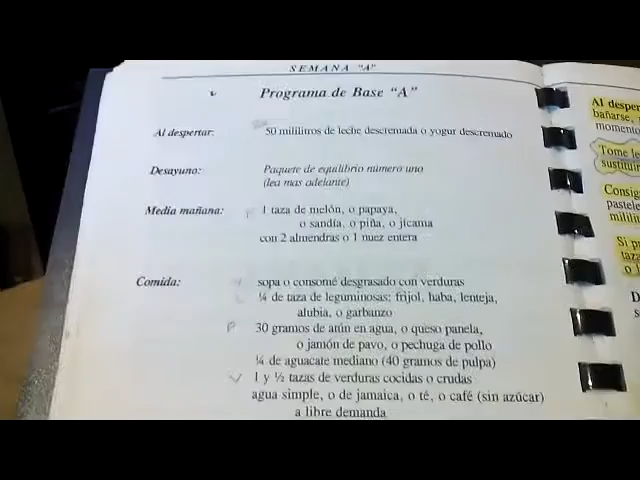 SEMANA "A"
Programa de Base "A"
Al despertar: 50 mililitros de leche descremada o yogur descremado
Desayuno: Paquete de equilibrio número uno
(lea mas adelante)
Media mañana: 1 taza de melón, o papaya,
o sandía, o piña, o jícama
con 2 almendras o 1 nuez entera
Comida: sopa o consomé desgrasado con verduras
¼ de taza de leguminosas: frijol, haba, lenteja,
alubia, o garbanzo
P 30 gramos de atún en agua, o queso panela,
o jamón de pavo, o pechuga de pollo
¼ de aguacate mediano (40 gramos de pulpa)
1 y ½ tazas de verduras cocidas o crudas
agua simple, o de jamaica, o té, o café (sin azúcar)
a libre demanda
Al desper
bañarse,
momento
Tome le
sustituir
Consig
pastele
milili
Si p
taza
o 1
D
s